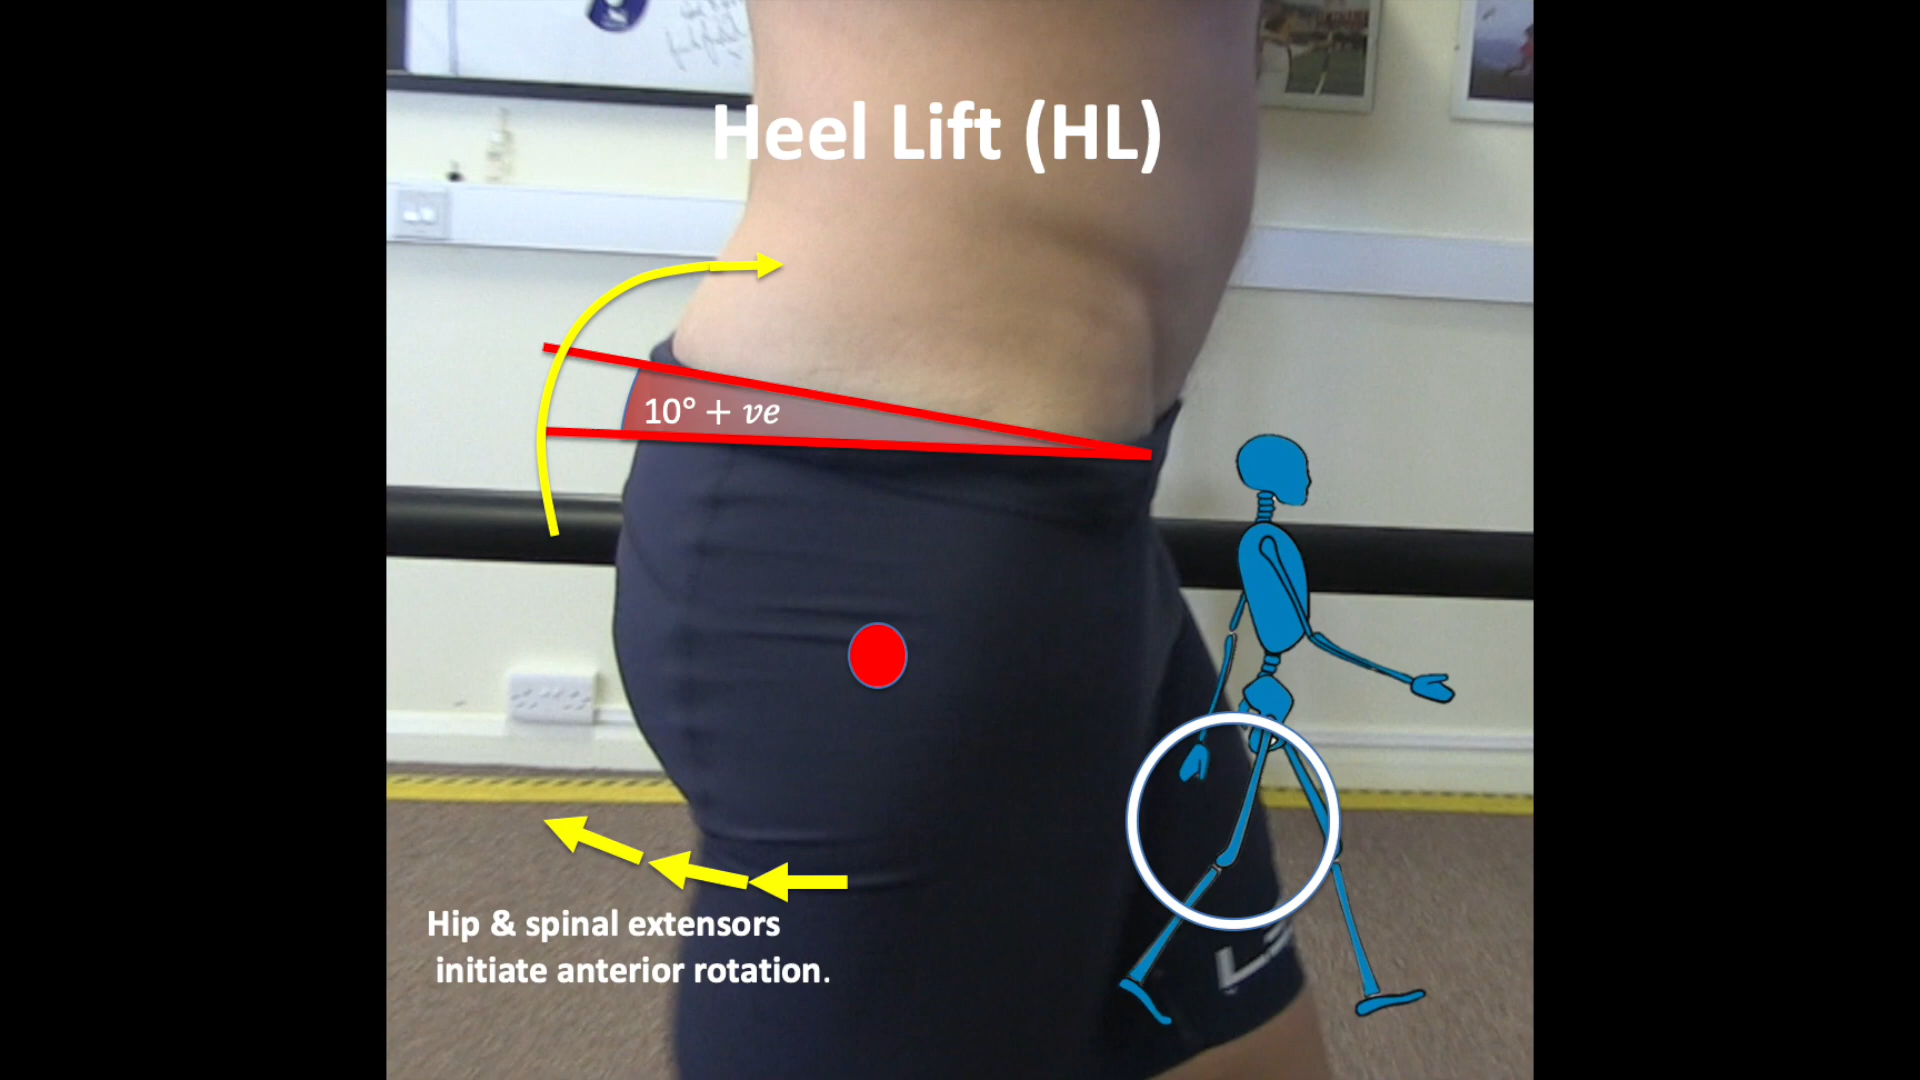 Heel Lift (HL)
10° + ve
Hip & spinal extensors
initiate anterior rotation.